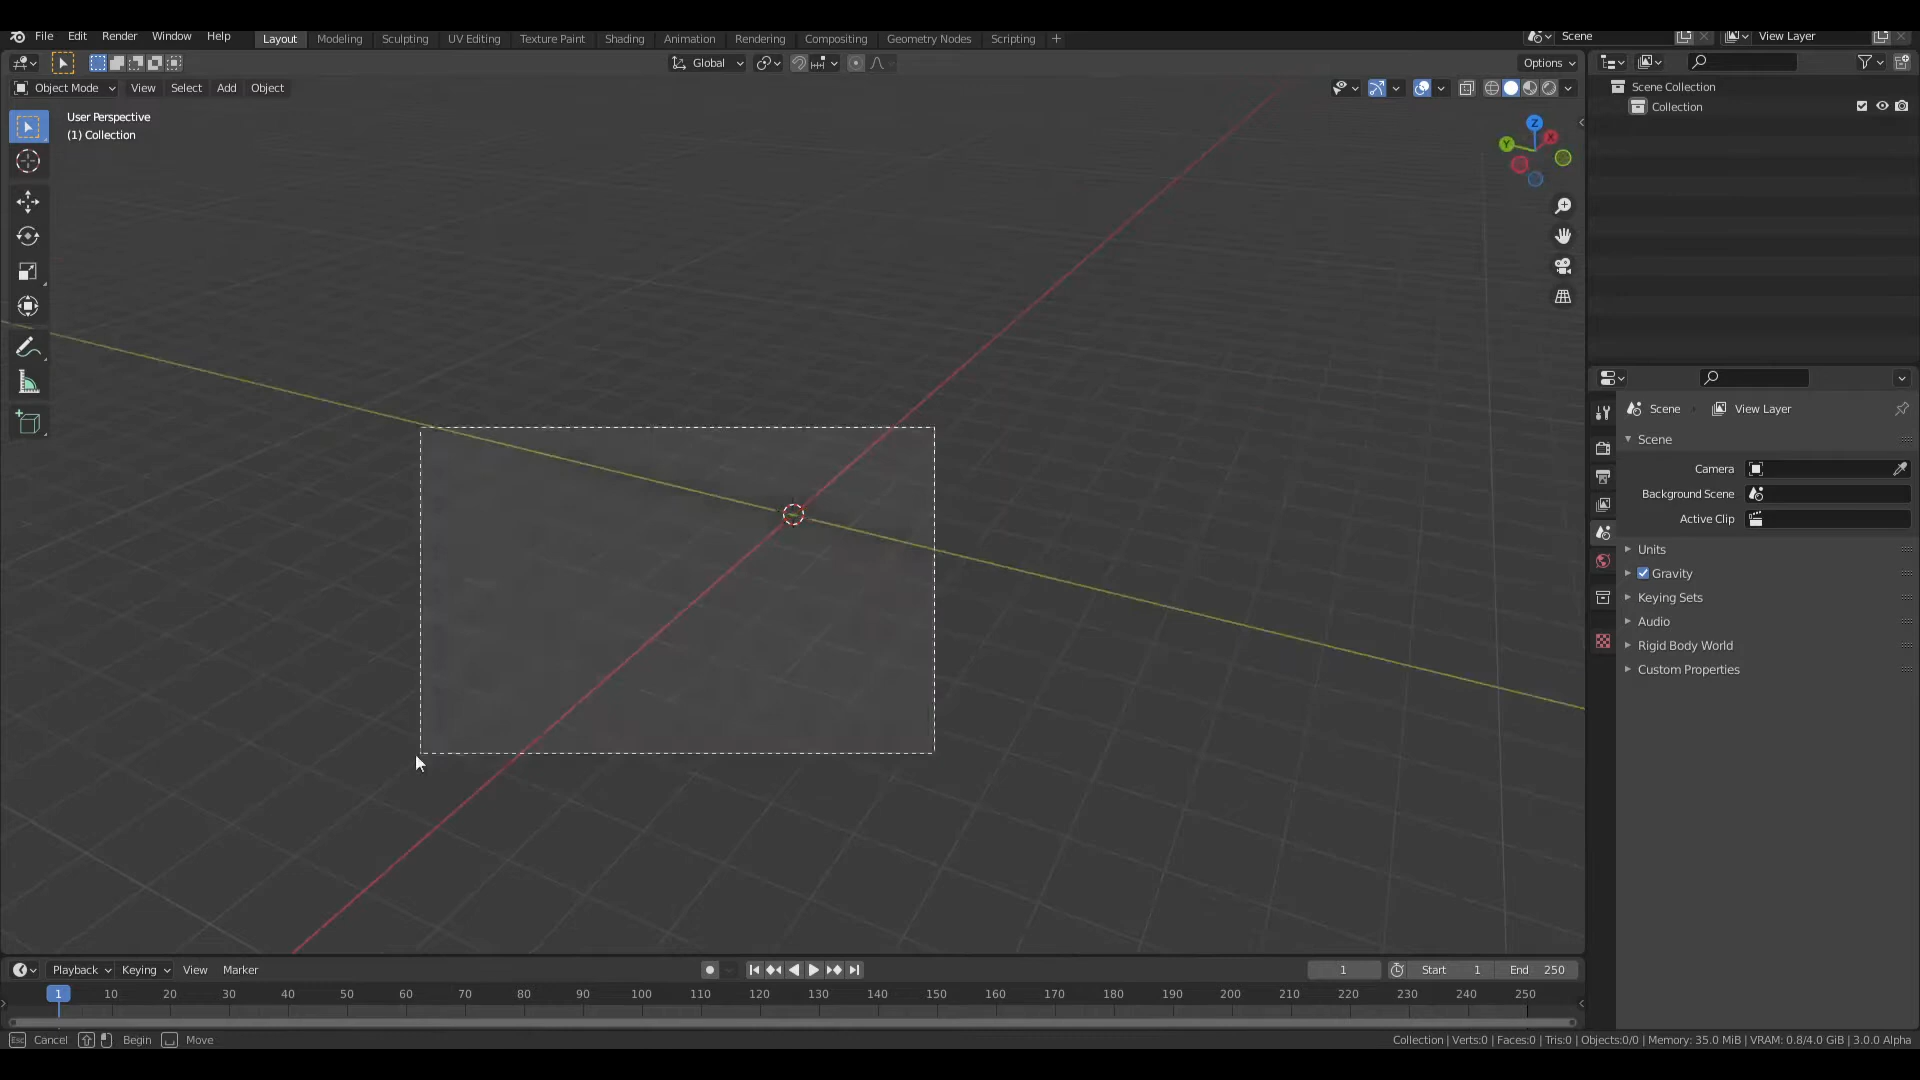 File Edit Render Window Help Layout Modeling Sculpting UV Editing Texture Paint Shading Animation Rendering Compositing Geometry Nodes Scripting + Scene View Layer
Global Options
Object Mode View Select Add Object
User Perspective
(1) Collection
Z
X
Y
Scene Collection
Collection
Scene View Layer
Scene
Camera
Background Scene
Active Clip
Units
Gravity
Keying Sets
Audio
Rigid Body World
Custom Properties
Playback Keying View Marker 1 Start 1 End 250
1 10 20 30 40 50 60 70 80 90 100 110 120 130 140 150 160 170 180 190 200 210 220 230 240 250
Esc Cancel Begin Move Collection | Verts:0 | Faces:0 | Tris:0 | Objects:0/0 | Memory: 35.0 MiB | VRAM: 0.8/4.0 GiB | 3.0.0 Alpha